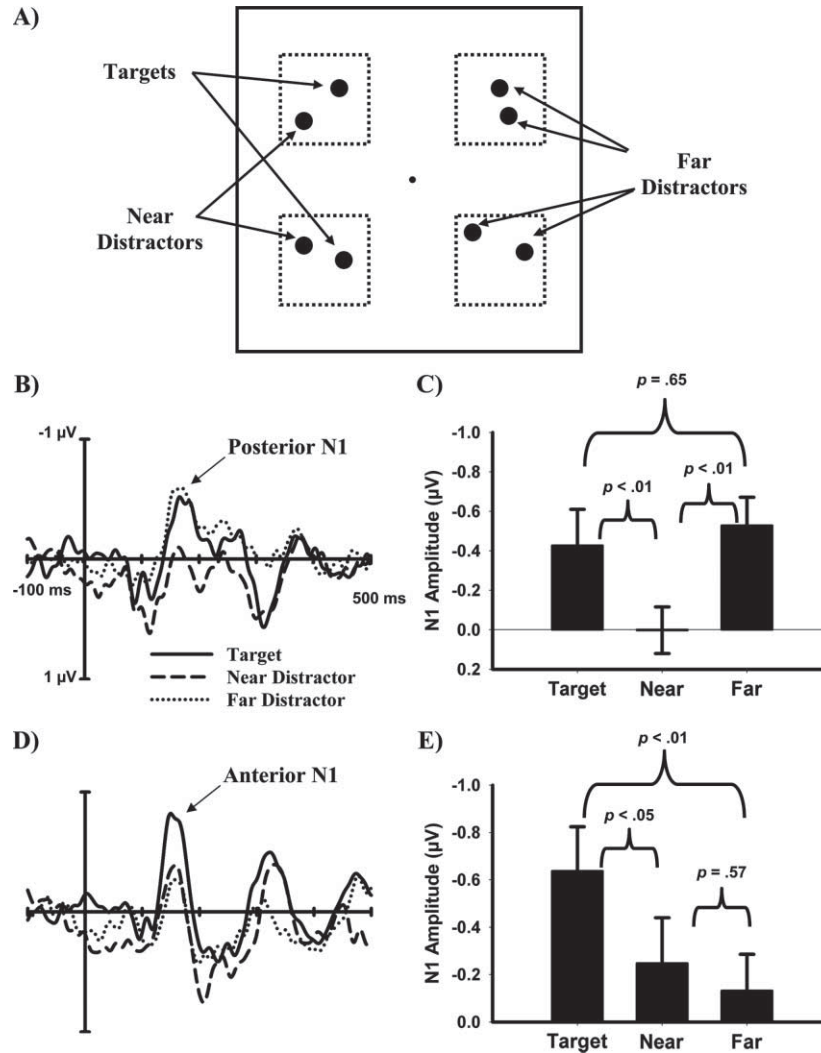 A)
Targets
Near
Distractors
Far
Distractors
B)
-1 µV
Posterior N1
-100 ms
500 ms
1 µV
Target
Near Distractor
Far Distractor
C)
p = .65
p < .01
p < .01
N1 Amplitude (µV)
-1.0
-0.8
-0.6
-0.4
-0.2
0.0
0.2
Target Near Far
D)
Anterior N1
E)
p < .01
p < .05
p = .57
N1 Amplitude (µV)
-1.0
-0.8
-0.6
-0.4
-0.2
0.0
Target Near Far